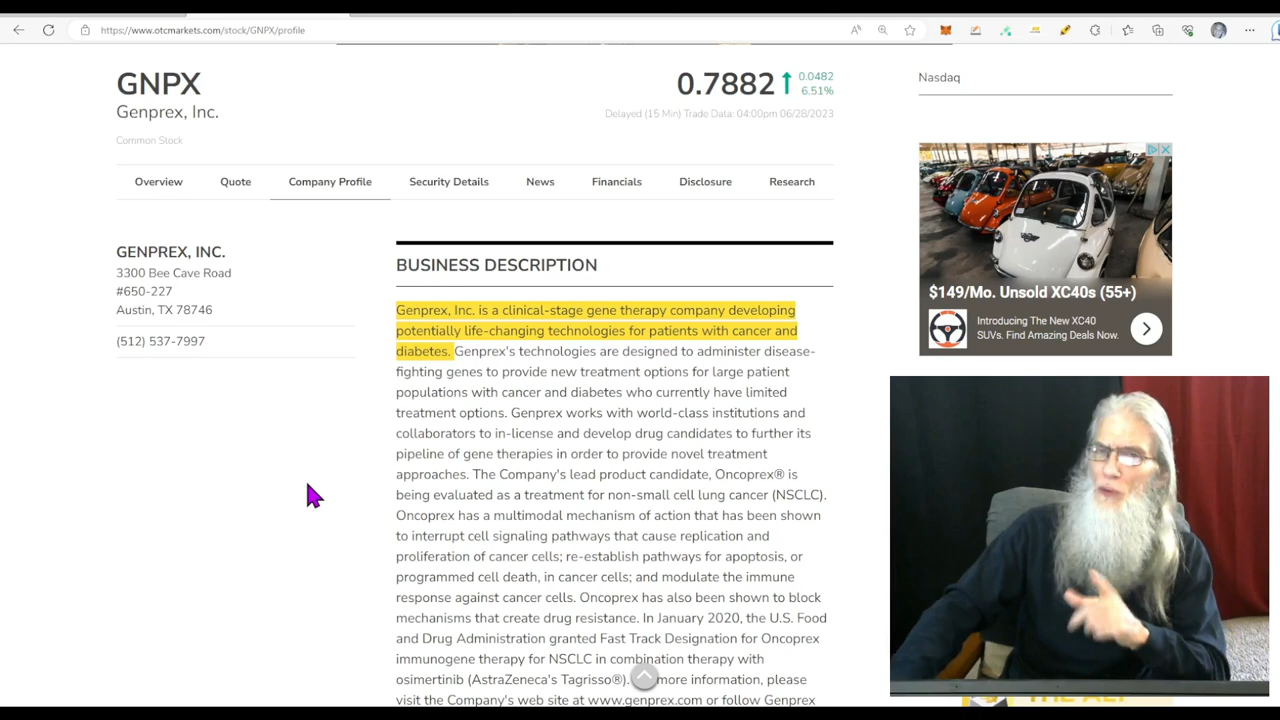 https://www.otcmarkets.com/stock/GNPX/profile
GNPX
Genprex, Inc.
Common Stock
0.7882
0.0482
6.51%
Delayed (15 Min) Trade Data: 04:00pm 06/28/2023
Nasdaq
Overview Quote Company Profile Security Details News Financials Disclosure Research
GENPREX, INC.
3300 Bee Cave Road
#650-227
Austin, TX 78746
(512) 537-7997
BUSINESS DESCRIPTION
Genprex, Inc. is a clinical-stage gene therapy company developing
potentially life-changing technologies for patients with cancer and
diabetes. Genprex's technologies are designed to administer disease-
fighting genes to provide new treatment options for large patient
populations with cancer and diabetes who currently have limited
treatment options. Genprex works with world-class institutions and
collaborators to in-license and develop drug candidates to further its
pipeline of gene therapies in order to provide novel treatment
approaches. The Company's lead product candidate, Oncoprex® is
being evaluated as a treatment for non-small cell lung cancer (NSCLC).
Oncoprex has a multimodal mechanism of action that has been shown
to interrupt cell signaling pathways that cause replication and
proliferation of cancer cells; re-establish pathways for apoptosis, or
programmed cell death, in cancer cells; and modulate the immune
response against cancer cells. Oncoprex has also been shown to block
mechanisms that create drug resistance. In January 2020, the U.S. Food
and Drug Administration granted Fast Track Designation for Oncoprex
immunogene therapy for NSCLC in combination therapy with
osimertinib (AstraZeneca's Tagrisso®). more information, please
visit the Company's web site at www.genprex.com or follow Genprex
$149/Mo. Unsold XC40s (55+)
Introducing The New XC40
SUVs. Find Amazing Deals Now.